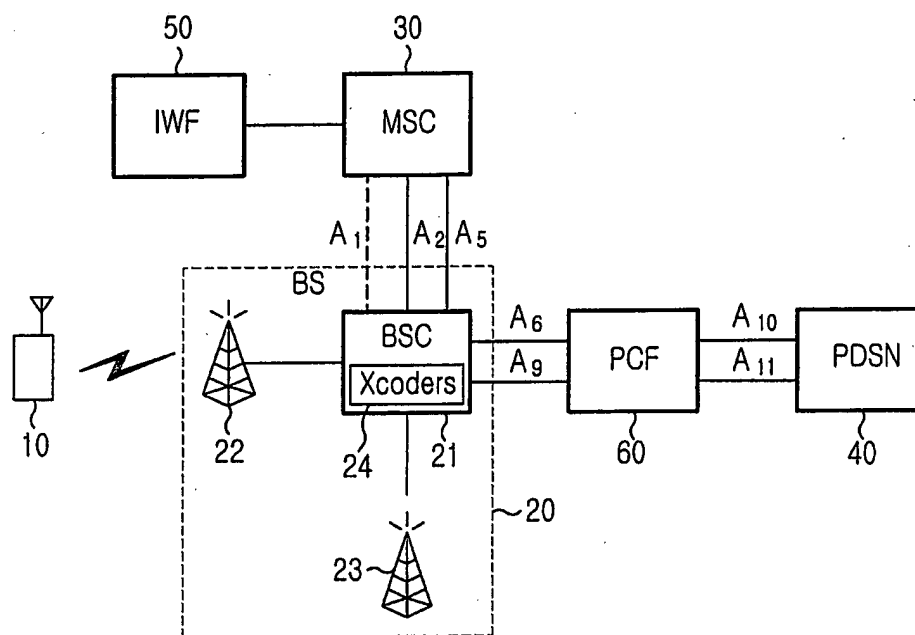 50
30
IWF
MSC
A1
A2
A5
BS
BSC
Xcoders
A6
A9
PCF
A10
A11
PDSN
10
22
24
21
60
40
20
23